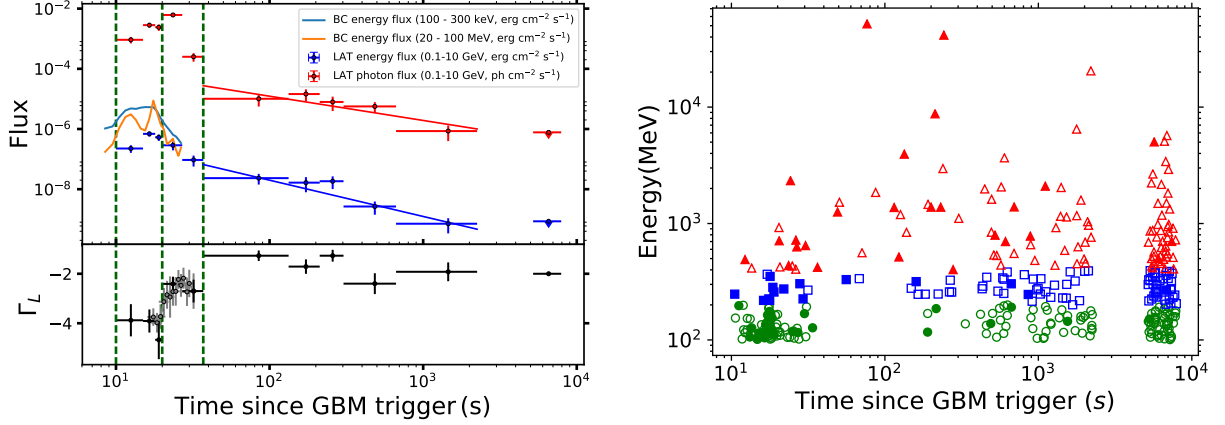 BC energy flux (100 - 300 keV, erg cm⁻² s⁻¹)
BC energy flux (20 - 100 MeV, erg cm⁻² s⁻¹)
LAT energy flux (0.1-10 GeV, erg cm⁻² s⁻¹)
LAT photon flux (0.1-10 GeV, ph cm⁻² s⁻¹)
Flux
10⁻²
10⁻⁴
10⁻⁶
10⁻⁸
Γ_L
−2
−4
10¹ 10² 10³ 10⁴
Time since GBM trigger (s)
Energy(MeV)
10⁴
10³
10²
10¹ 10² 10³ 10⁴
Time since GBM trigger (s)